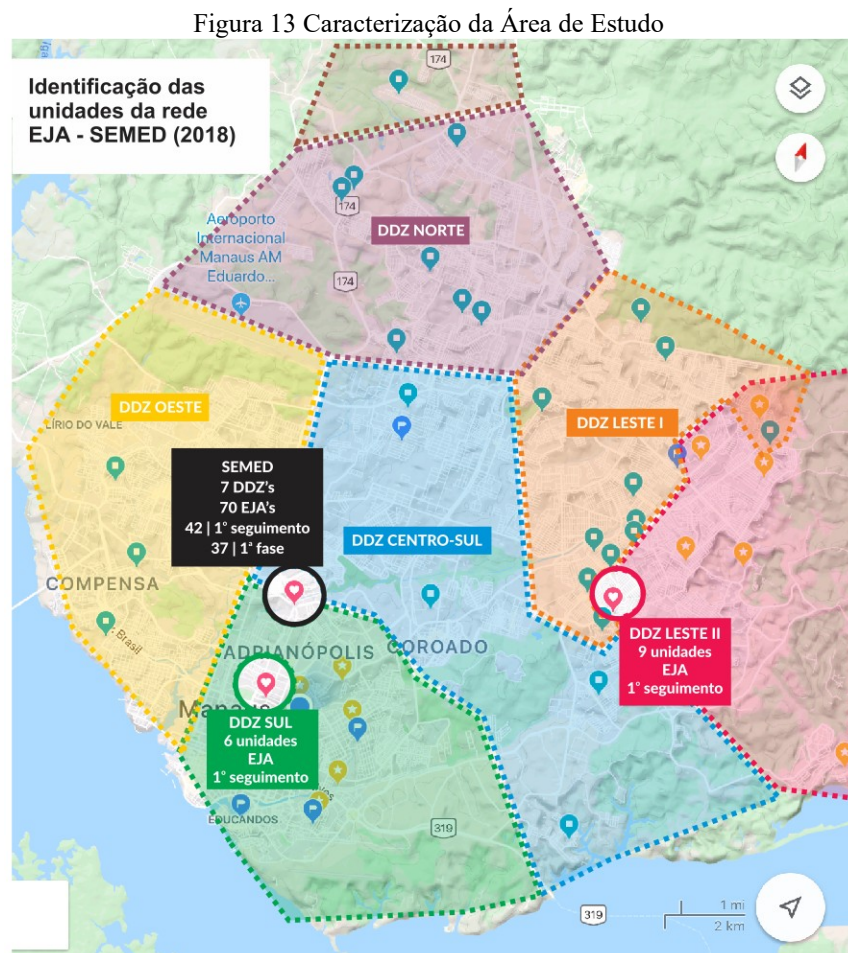 Figura 13 Caracterização da Área de Estudo
Identificação das
unidades da rede
EJA - SEMED (2018)
174
174
DDZ NORTE
Aeroporto
Internacional
Manaus AM
Eduardo...
174
DDZ OESTE
LÍRIO DO VALE
DDZ LESTE I
SEMED
7 DDZ's
70 EJA's
42 | 1° seguimento
37 | 1° fase
DDZ CENTRO-SUL
COMPENSA
Brasil
ADRIANÓPOLIS
COROADO
DDZ LESTE II
9 unidades
EJA
1° seguimento
DDZ SUL
6 unidades
EJA
1° seguimento
EDUCANDOS
319
319
1 mi
2 km